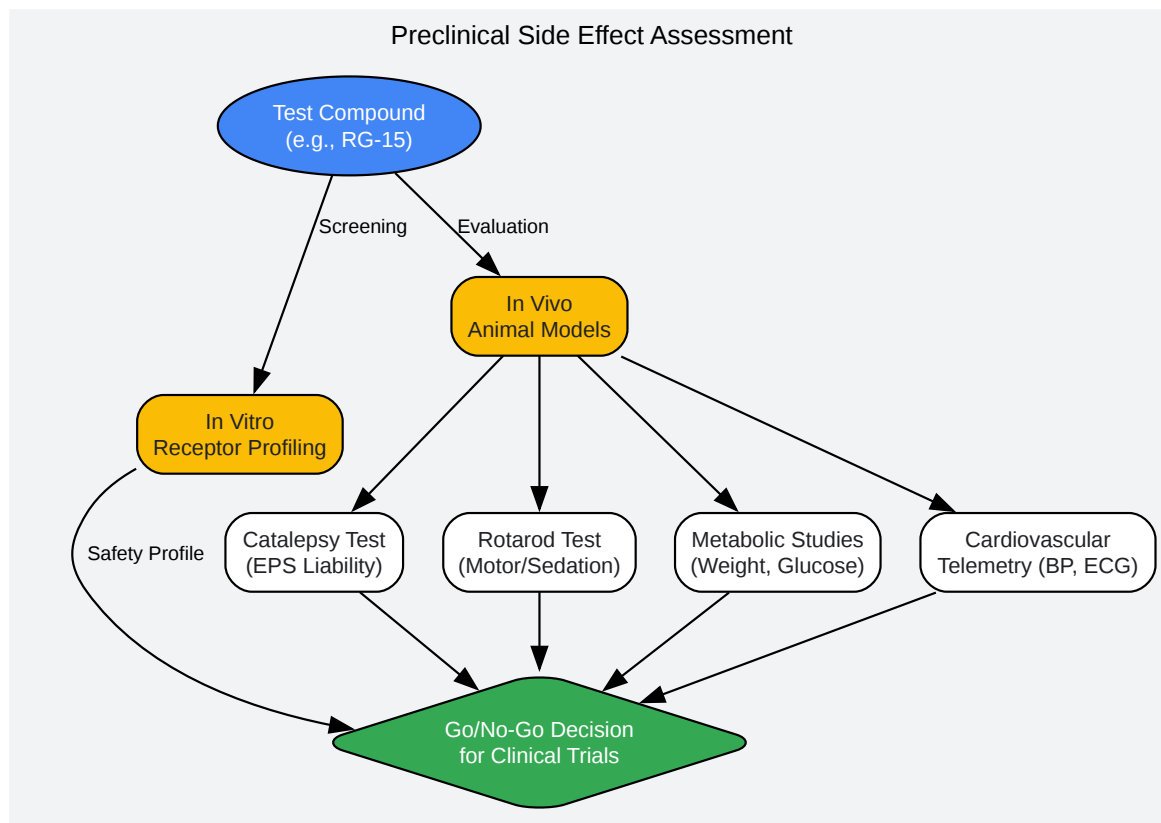 Preclinical Side Effect Assessment
Test Compound
(e.g., RG-15)
Screening
Evaluation
In Vivo
Animal Models
In Vitro
Receptor Profiling
Safety Profile
Catalepsy Test
(EPS Liability)
Rotarod Test
(Motor/Sedation)
Metabolic Studies
(Weight, Glucose)
Cardiovascular
Telemetry (BP, ECG)
Go/No-Go Decision
for Clinical Trials